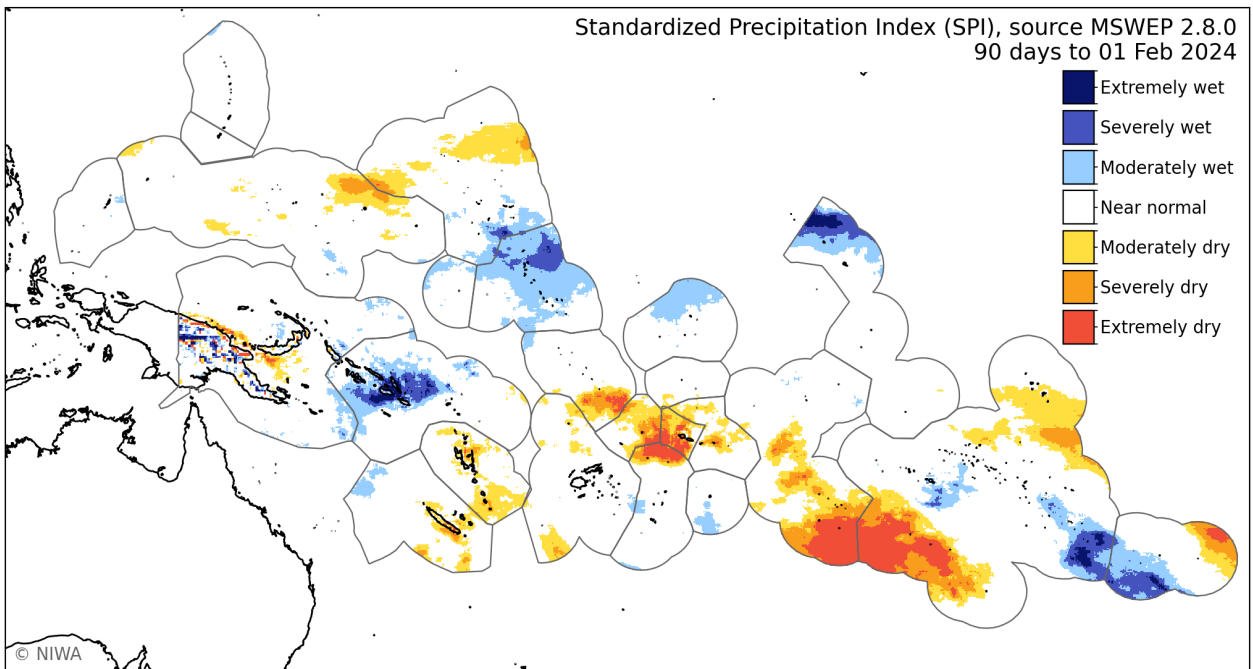 Standardized Precipitation Index (SPI), source MSWEP 2.8.0
90 days to 01 Feb 2024
Extremely wet
Severely wet
Moderately wet
Near normal
Moderately dry
Severely dry
Extremely dry
© NIWA